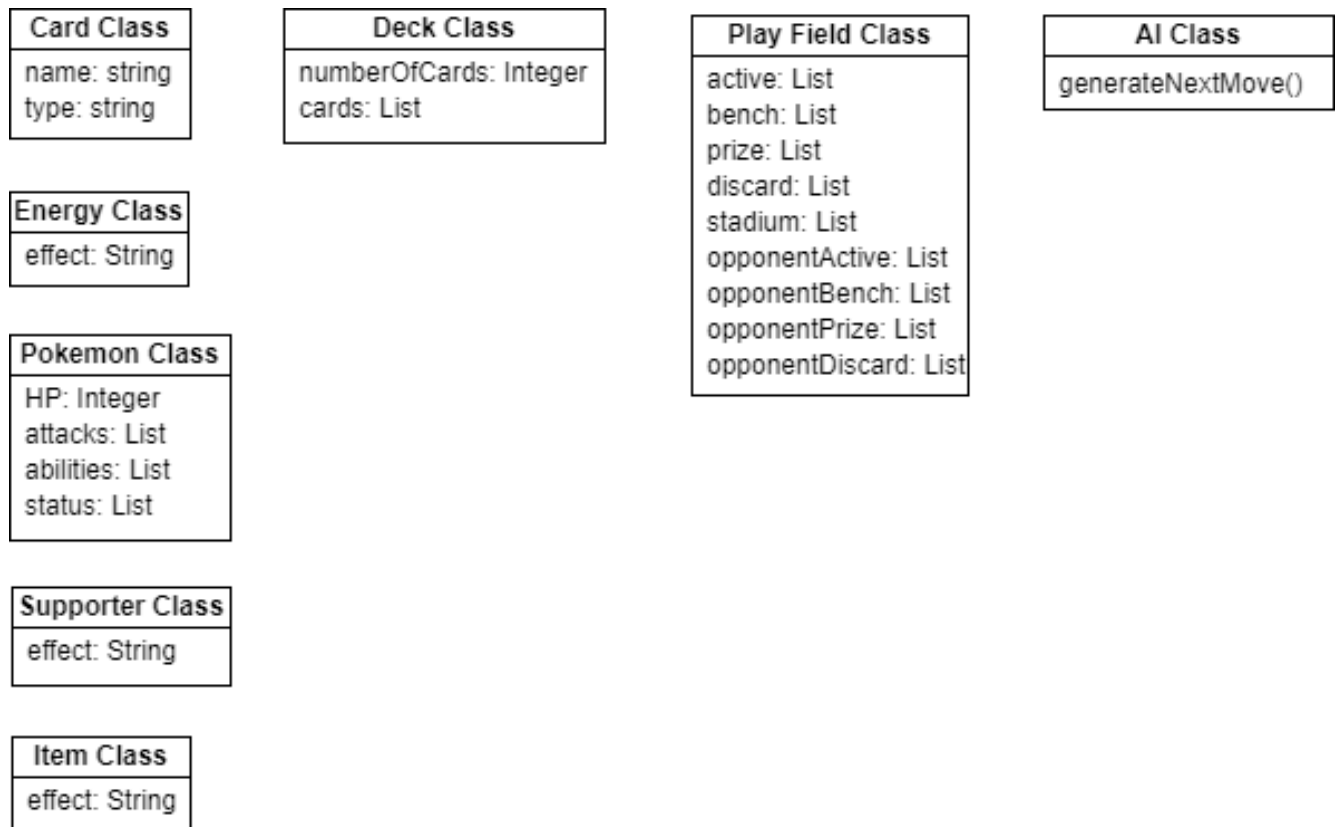 Card Class
name: string
type: string
Energy Class
effect: String
Pokemon Class
HP: Integer
attacks: List
abilities: List
status: List
Supporter Class
effect: String
Item Class
effect: String
Deck Class
numberOfCards: Integer
cards: List
Play Field Class
active: List
bench: List
prize: List
discard: List
stadium: List
opponentActive: List
opponentBench: List
opponentPrize: List
opponentDiscard: List
AI Class
generateNextMove()